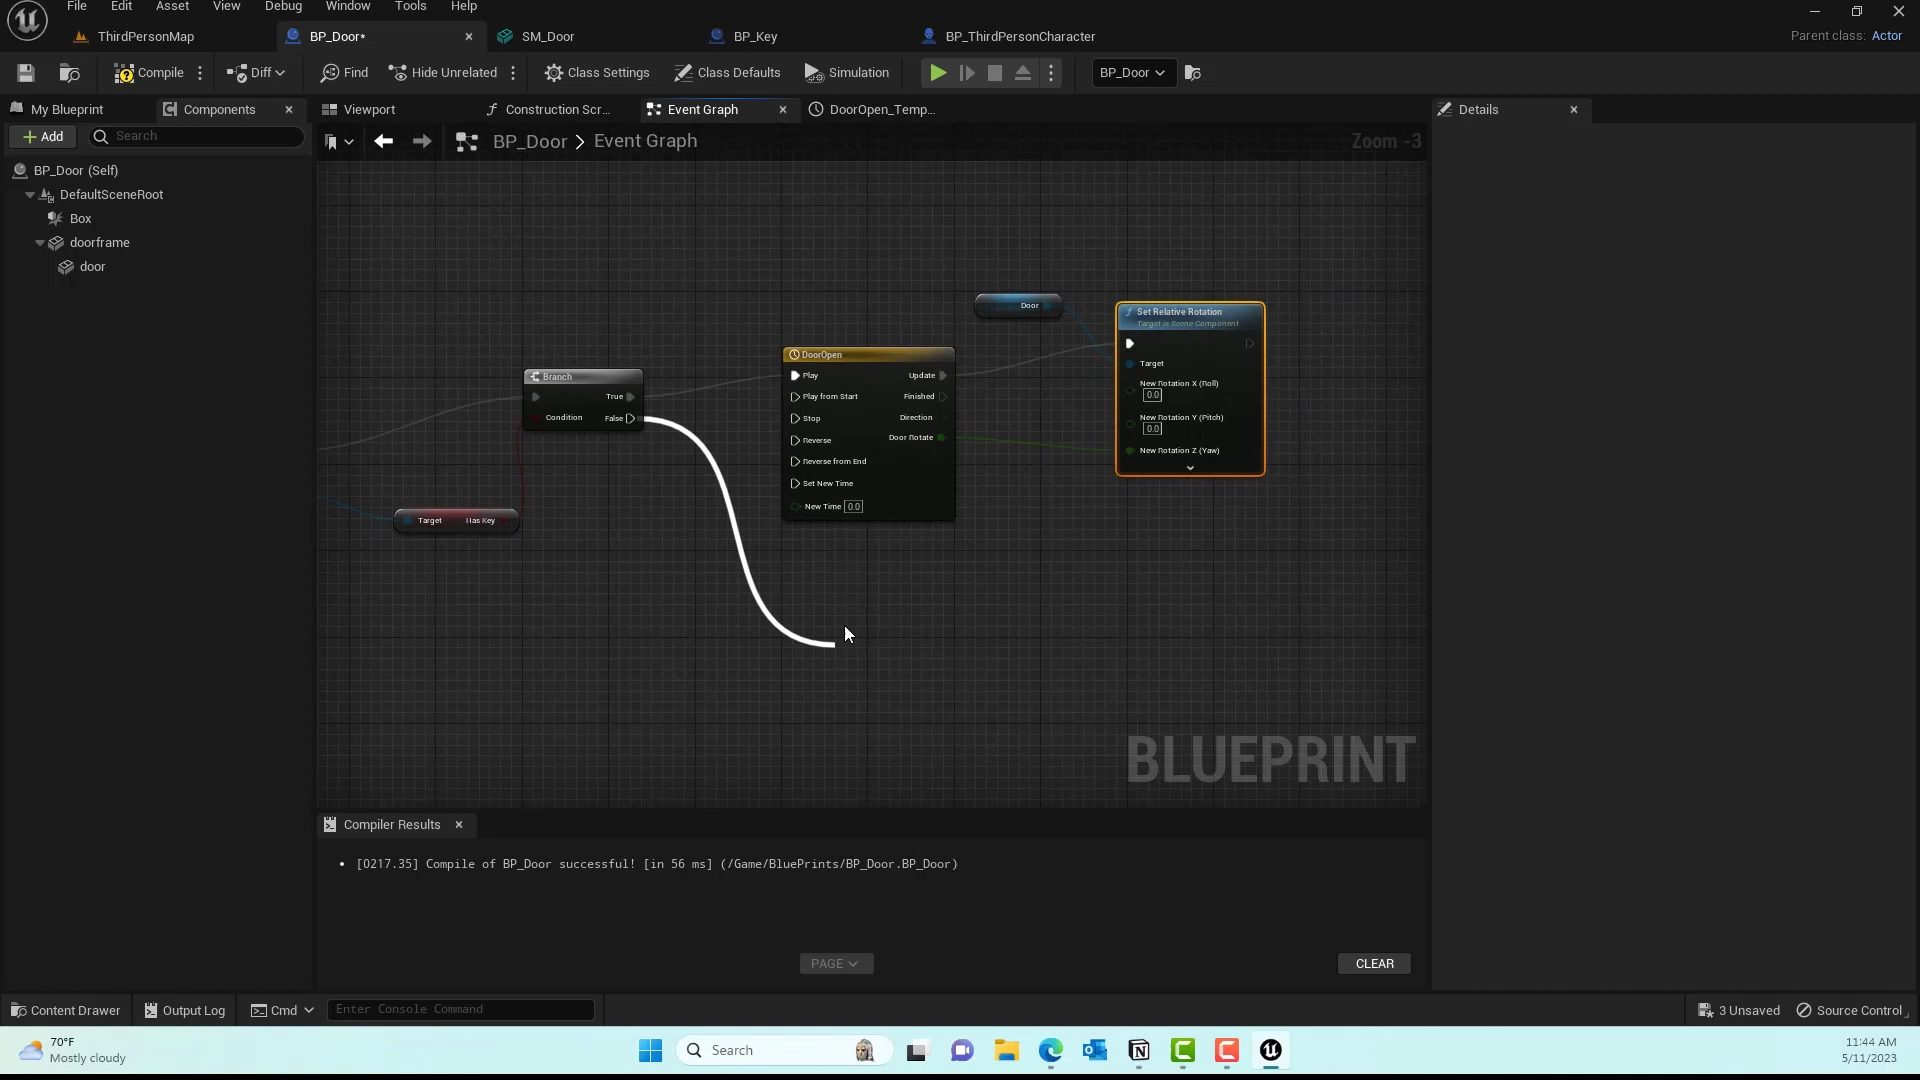 File Edit Asset View Debug Window Tools Help
ThirdPersonMap BP_Door* SM_Door BP_Key BP_ThirdPersonCharacter Parent class: Actor
Compile Diff Find Hide Unrelated Class Settings Class Defaults Simulation BP_Door
My Blueprint Components Viewport Construction Scr... Event Graph DoorOpen_Temp... Details
Add Search
BP_Door > Event Graph Zoom -3
BP_Door (Self)
DefaultSceneRoot
Box
doorframe
door
Door
Set Relative Rotation
Target is Scene Component
Target
New Rotation X (Roll)
0.0
New Rotation Y (Pitch)
0.0
New Rotation Z (Yaw)
DoorOpen
Play Update
Play from Start Finished
Stop Direction
Reverse Door Rotate
Reverse from End
Set New Time
New Time 0.0
Branch
True
Condition False
Target Has Key
BLUEPRINT
Compiler Results
• [0217.35] Compile of BP_Door successful! [in 56 ms] (/Game/BluePrints/BP_Door.BP_Door)
PAGE CLEAR
Content Drawer Output Log Cmd Enter Console Command 3 Unsaved Source Control
70°F
Mostly cloudy
Search
11:44 AM
5/11/2023